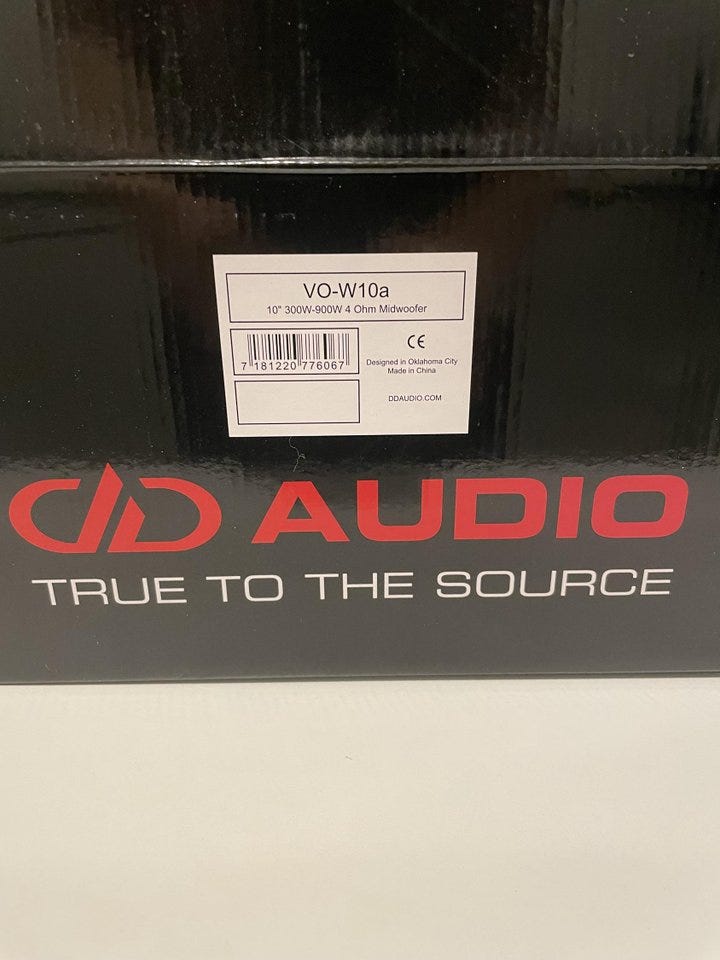 VO-W10a
10" 300W-900W 4 Ohm Midwoofer
7 181220 776067
CE
Designed in Oklahoma City
Made in China
DDAUDIO.COM
DD AUDIO
TRUE TO THE SOURCE